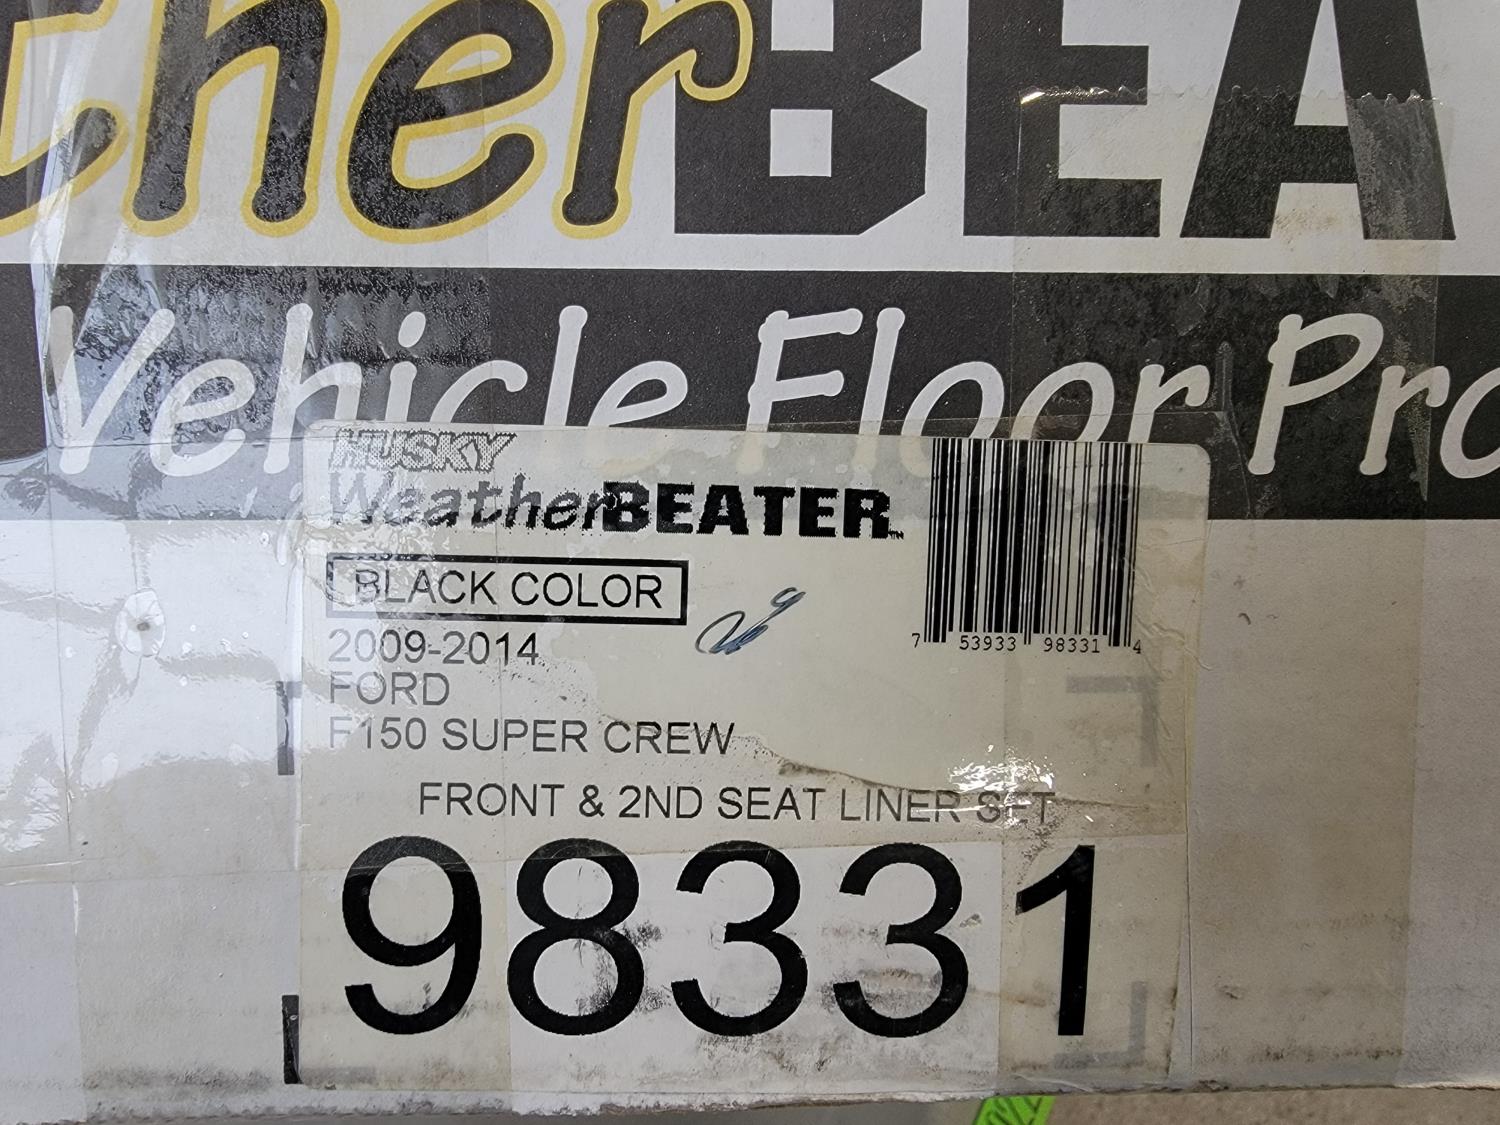 therBEA
Vehicle Floor Pro
HUSKY
WeatherBEATER™
BLACK COLOR
7 53933 98331 4
2009-2014
FORD
F150 SUPER CREW
FRONT & 2ND SEAT LINER SET
98331